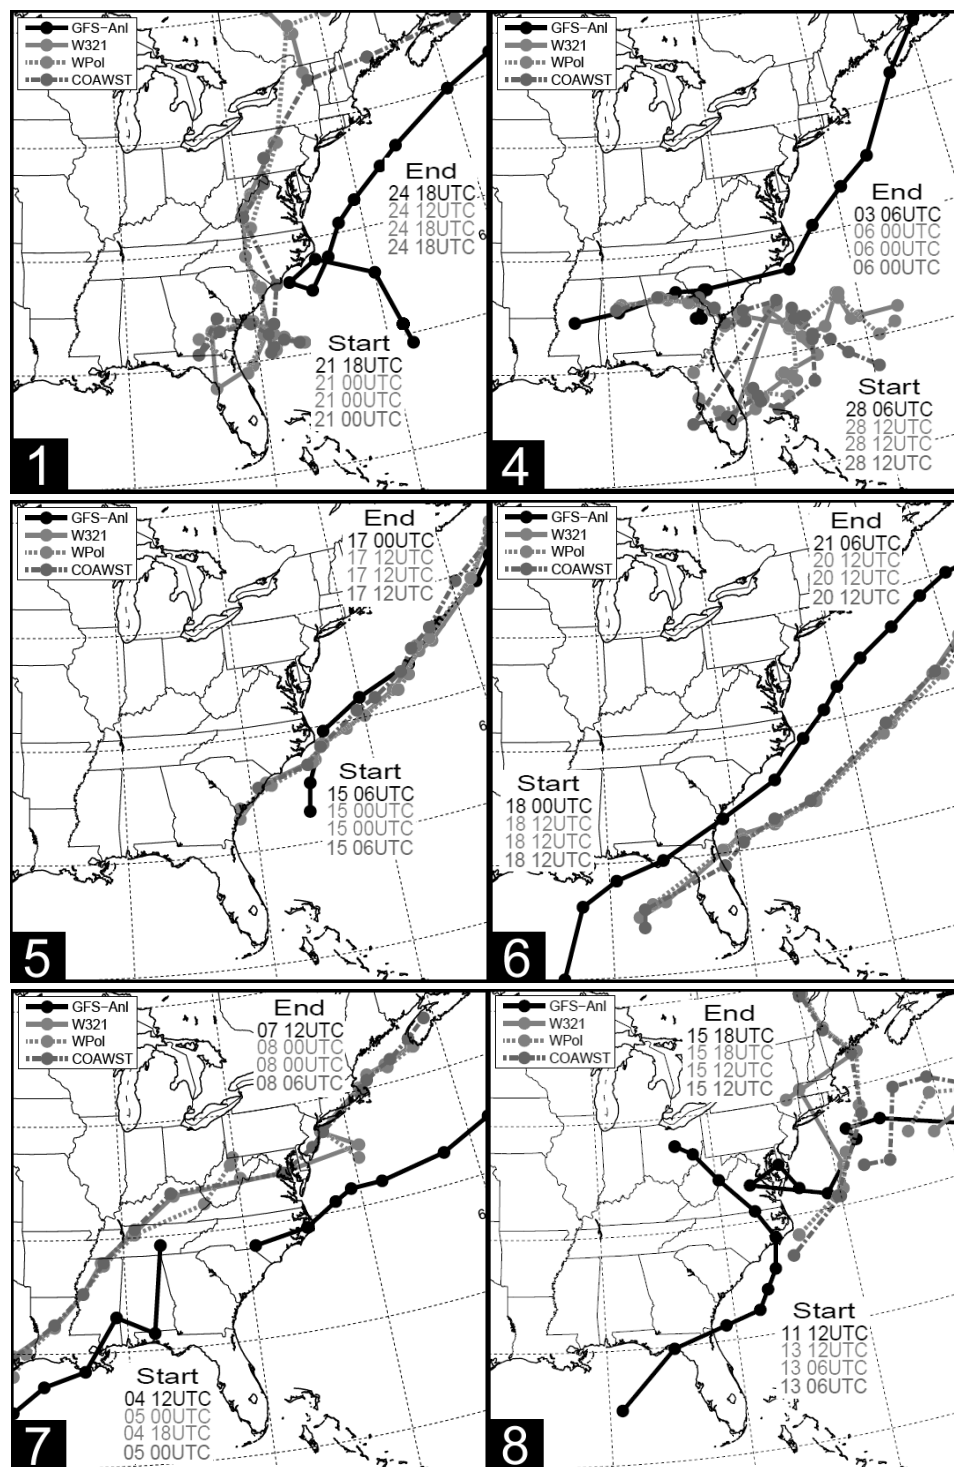 GFS-Anl
W321
WPol
COAWST
End
24 18UTC
24 12UTC
24 18UTC
24 18UTC
Start
21 18UTC
21 00UTC
21 00UTC
21 00UTC
1
GFS-Anl
W321
WPol
COAWST
End
03 06UTC
06 00UTC
06 00UTC
06 00UTC
Start
28 06UTC
28 12UTC
28 12UTC
28 12UTC
4
6
GFS-Anl
W321
WPol
COAWST
End
17 00UTC
17 12UTC
17 12UTC
17 12UTC
Start
15 06UTC
15 00UTC
15 00UTC
15 06UTC
5
6
GFS-Anl
W321
WPol
COAWST
End
21 06UTC
20 12UTC
20 12UTC
20 12UTC
Start
18 00UTC
18 12UTC
18 12UTC
18 12UTC
6
GFS-Anl
W321
WPol
COAWST
End
07 12UTC
08 00UTC
08 00UTC
08 06UTC
Start
04 12UTC
05 00UTC
04 18UTC
05 00UTC
7
6
GFS-Anl
W321
WPol
COAWST
End
15 18UTC
15 18UTC
15 12UTC
15 12UTC
Start
11 12UTC
13 12UTC
13 06UTC
13 06UTC
8